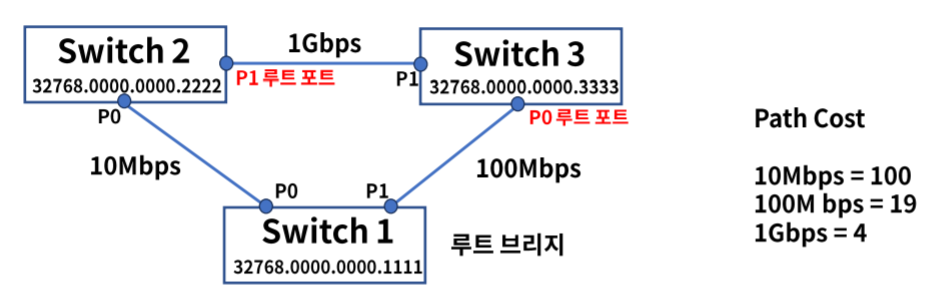 Switch 2
32768.0000.0000.2222
1Gbps
Switch 3
32768.0000.0000.3333
P1 루트 포트
P1
P0
P0 루트 포트
10Mbps
100Mbps
P0
P1
Switch 1
32768.0000.0000.1111
루트 브리지
Path Cost
10Mbps = 100
100M bps = 19
1Gbps = 4